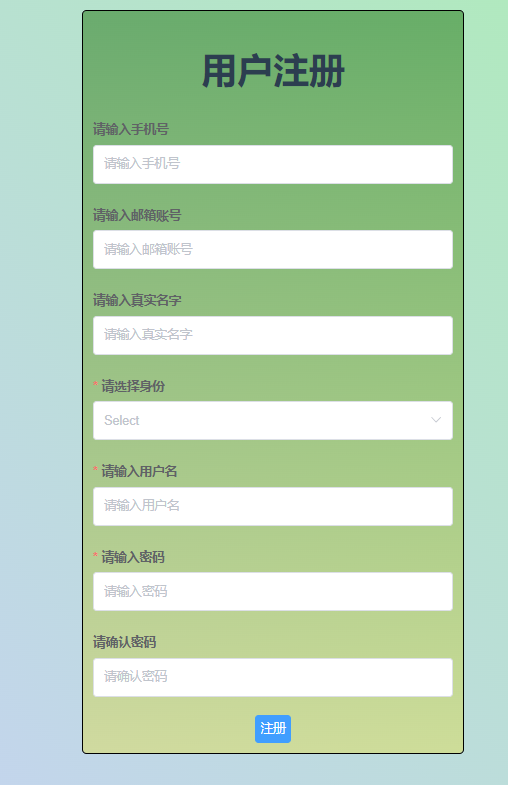 用户注册
请输入手机号
请输入手机号
请输入邮箱账号
请输入邮箱账号
请输入真实名字
请输入真实名字
* 请选择身份
Select
* 请输入用户名
请输入用户名
* 请输入密码
请输入密码
请确认密码
请确认密码
注册